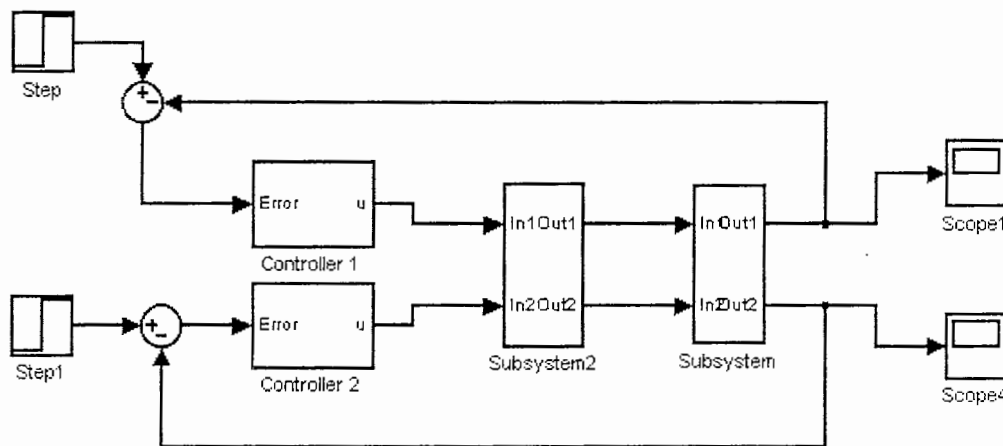 Step
+
−
Error u
Controller 1
In1 Out1
In2 Out2
Subsystem2
In1 Out1
In2 Out2
Subsystem
Scope1
Step1
+
−
Error u
Controller 2
Scope4